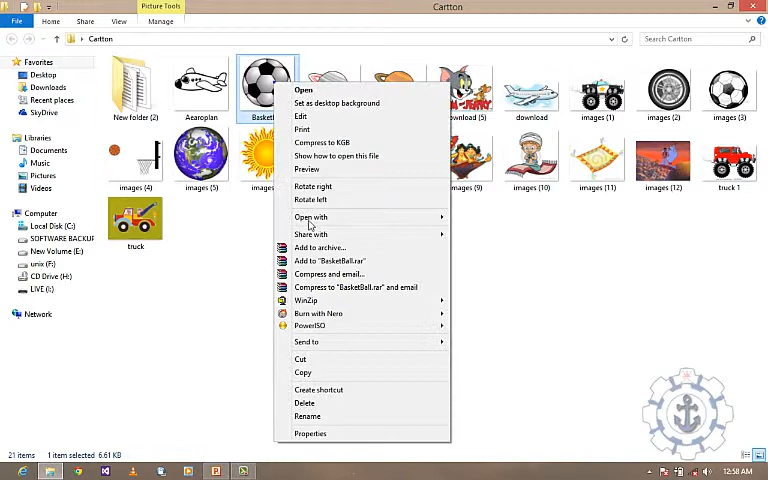 Picture Tools
Cartton
File
Home
Share
View
Manage
Cartton
Search Cartton
Favorites
Desktop
Downloads
Recent places
SkyDrive
Libraries
Documents
Music
Pictures
Videos
Computer
Local Disk (C:)
SOFTWARE BACKUP
New Volume (E:)
unix (F:)
CD Drive (H:)
LIVE (I:)
Network
New folder (2)
Aearoplan
download (5)
download
images (1)
images (2)
images (3)
images (4)
images (5)
images (9)
images (10)
images (11)
images (12)
truck 1
truck
Open
Set as desktop background
Edit
Print
Compress to KGB
Show how to open this file
Preview
Rotate right
Rotate left
Open with
Share with
Add to archive...
Add to "BasketBall.rar"
Compress and email...
Compress to "BasketBall.rar" and email
WinZip
Burn with Nero
PowerISO
Send to
Cut
Copy
Create shortcut
Delete
Rename
Properties
21 items
1 item selected 6.61 KB
12:58 AM